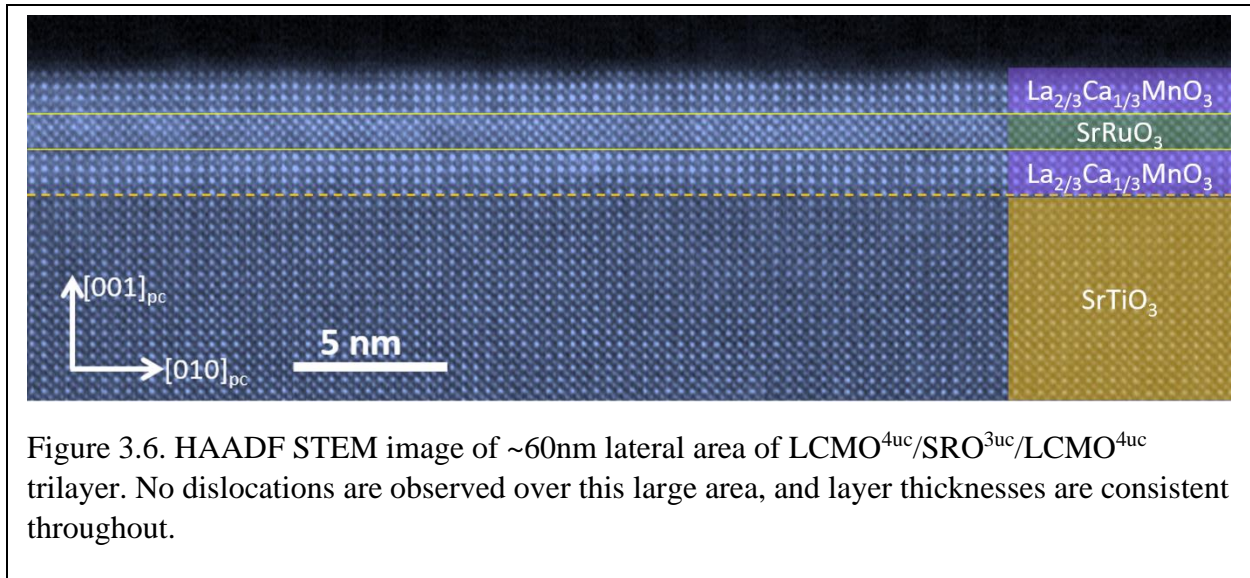 La2/3Ca1/3MnO3
SrRuO3
La2/3Ca1/3MnO3
SrTiO3
[001]pc
[010]pc
5 nm
Figure 3.6. HAADF STEM image of ~60nm lateral area of LCMO4uc/SRO3uc/LCMO4uc
trilayer. No dislocations are observed over this large area, and layer thicknesses are consistent
throughout.